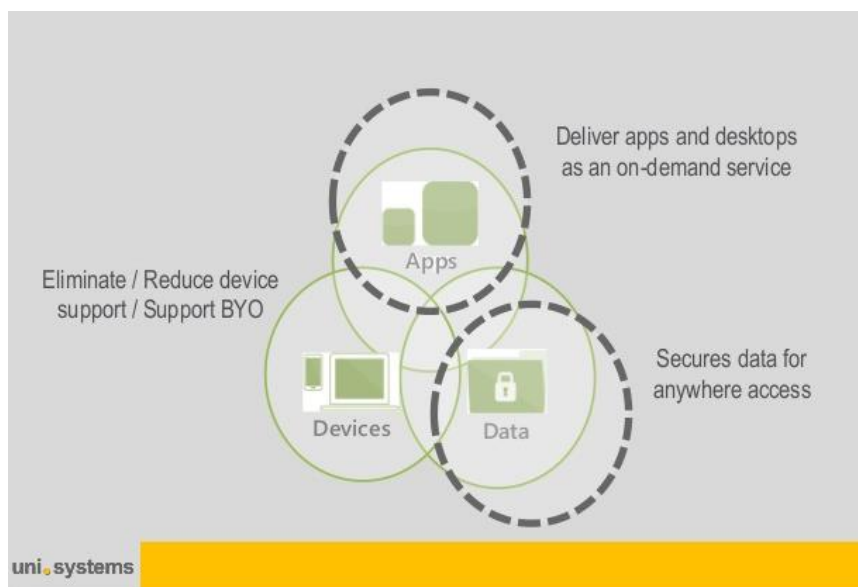 Deliver apps and desktops
as an on-demand service
Apps
Eliminate / Reduce device
support / Support BYO
Secures data for
anywhere access
Devices
Data
uni.systems